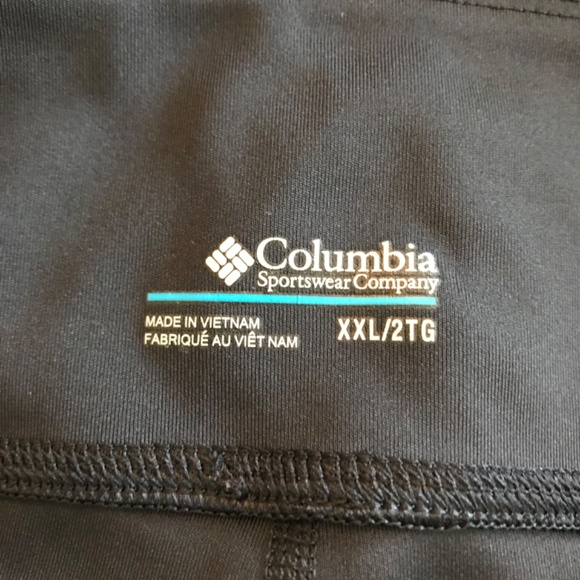 Columbia
Sportswear Company
MADE IN VIETNAM
FABRIQUÉ AU VIÊT NAM
XXL/2TG